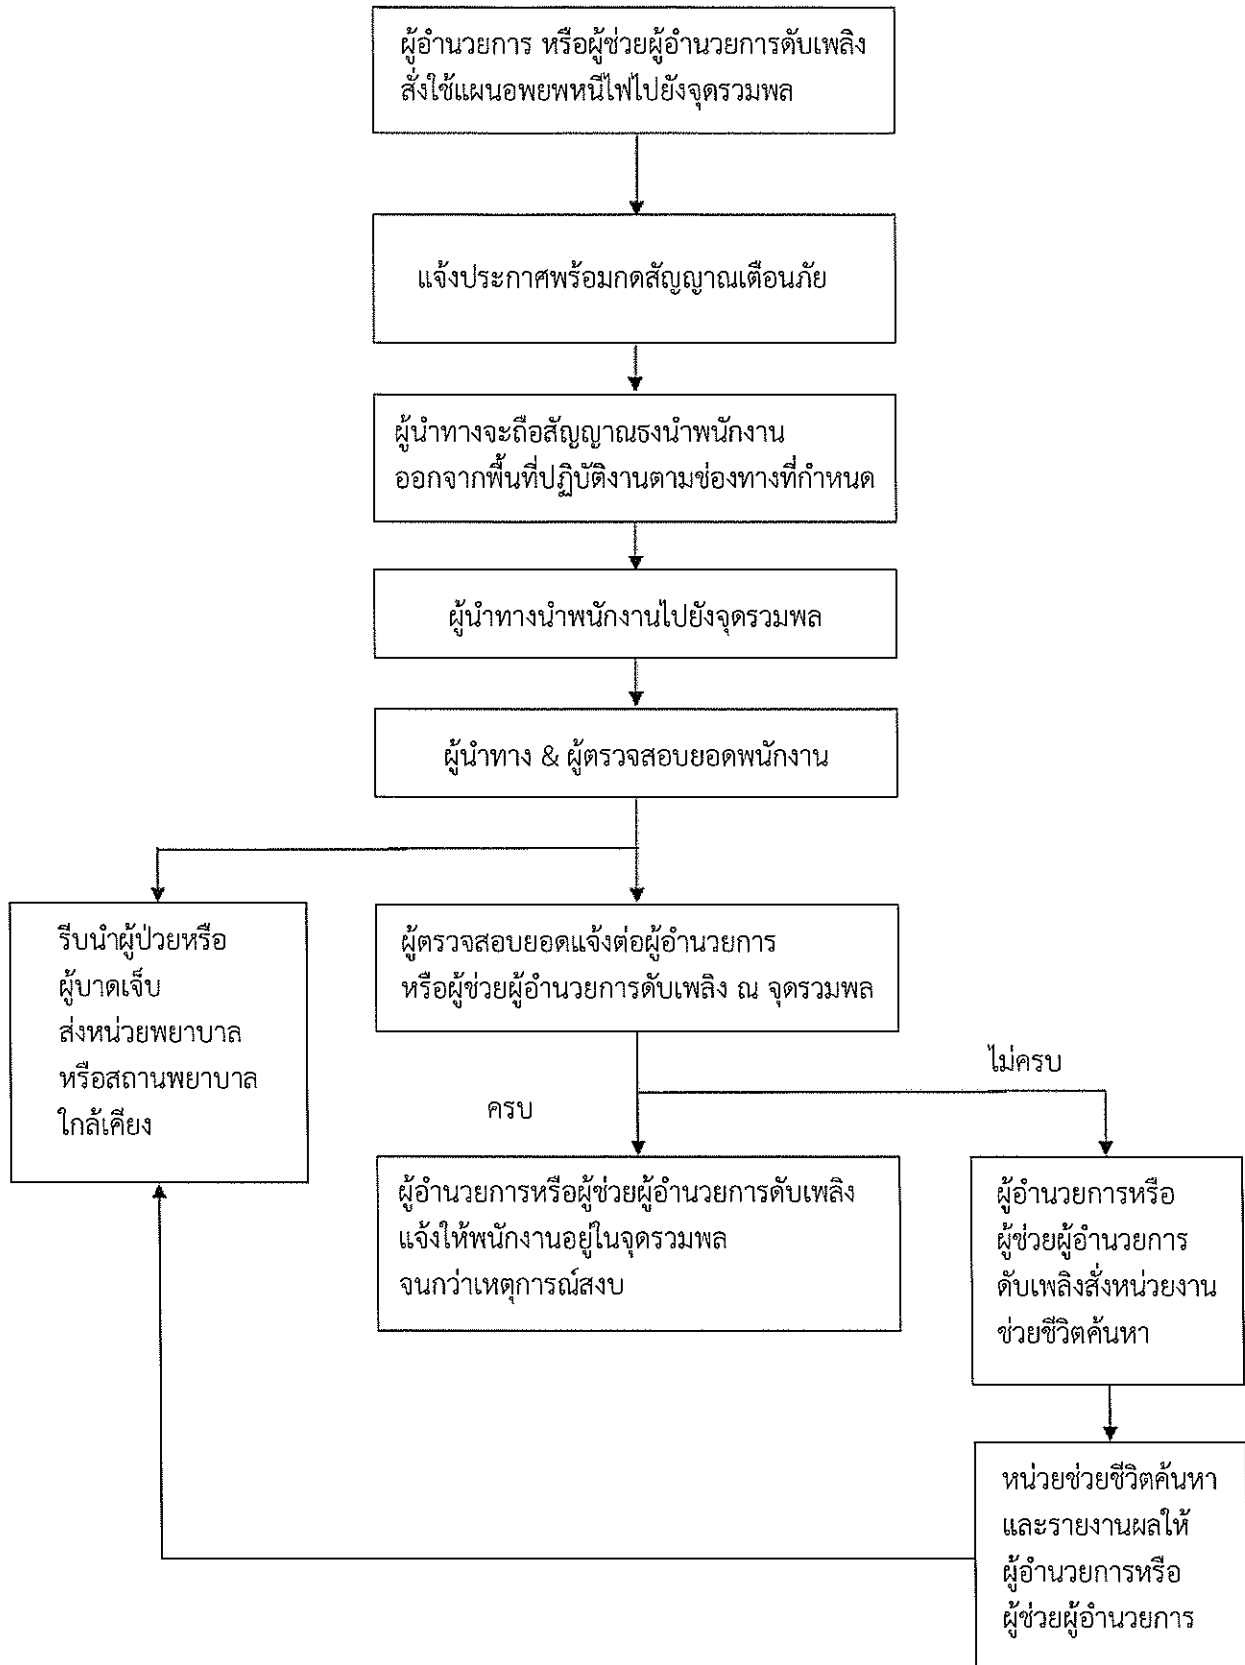 ผู้อำนวยการ หรือผู้ช่วยผู้อำนวยการดับเพลิง
สั่งใช้แผนอพยพหนีไฟไปยังจุดรวมพล
แจ้งประกาศพร้อมกดสัญญาณเตือนภัย
ผู้นำทางจะถือสัญญาณธงนำพนักงาน
ออกจากพื้นที่ปฏิบัติงานตามช่องทางที่กำหนด
ผู้นำทางนำพนักงานไปยังจุดรวมพล
ผู้นำทาง & ผู้ตรวจสอบยอดพนักงาน
รีบนำผู้ป่วยหรือ
ผู้บาดเจ็บ
ส่งหน่วยพยาบาล
หรือสถานพยาบาล
ใกล้เคียง
ผู้ตรวจสอบยอดแจ้งต่อผู้อำนวยการ
หรือผู้ช่วยผู้อำนวยการดับเพลิง ณ จุดรวมพล
ไม่ครบ
ครบ
ผู้อำนวยการหรือผู้ช่วยผู้อำนวยการดับเพลิง
แจ้งให้พนักงานอยู่ในจุดรวมพล
จนกว่าเหตุการณ์สงบ
ผู้อำนวยการหรือ
ผู้ช่วยผู้อำนวยการ
ดับเพลิงสั่งหน่วยงาน
ช่วยชีวิตค้นหา
หน่วยช่วยชีวิตค้นหา
และรายงานผลให้
ผู้อำนวยการหรือ
ผู้ช่วยผู้อำนวยการ